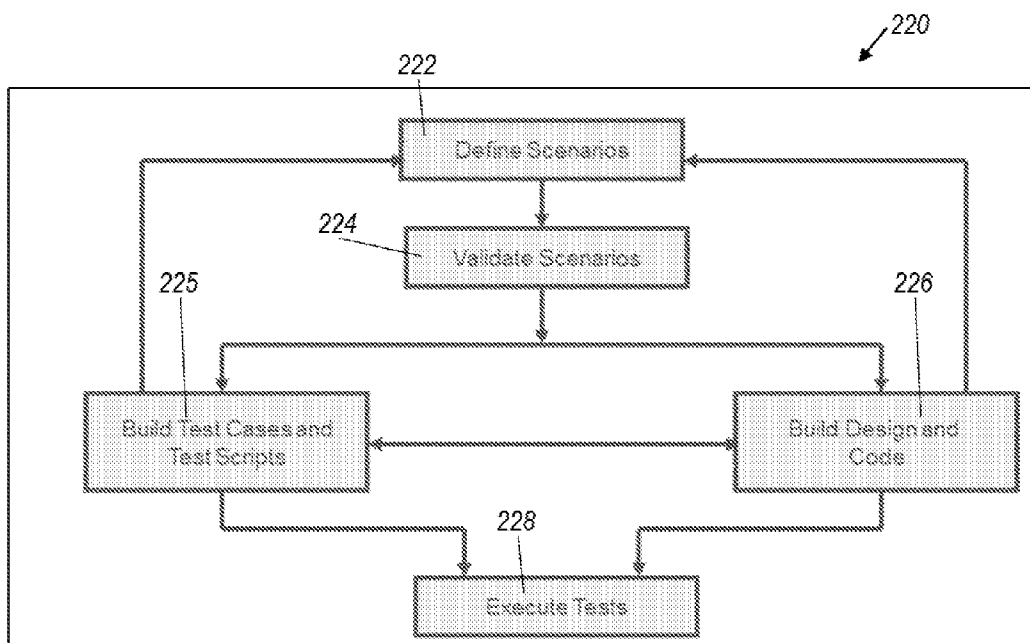 220
222
Define Scenarios
224
Validate Scenarios
225
226
Build Test Cases and
Test Scripts
Build Design and
Code
228
Execute Tests